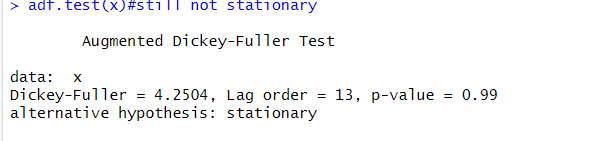 > adf.test(x)#still not stationary
Augmented Dickey-Fuller Test
data:  x
Dickey-Fuller = 4.2504, Lag order = 13, p-value = 0.99
alternative hypothesis: stationary